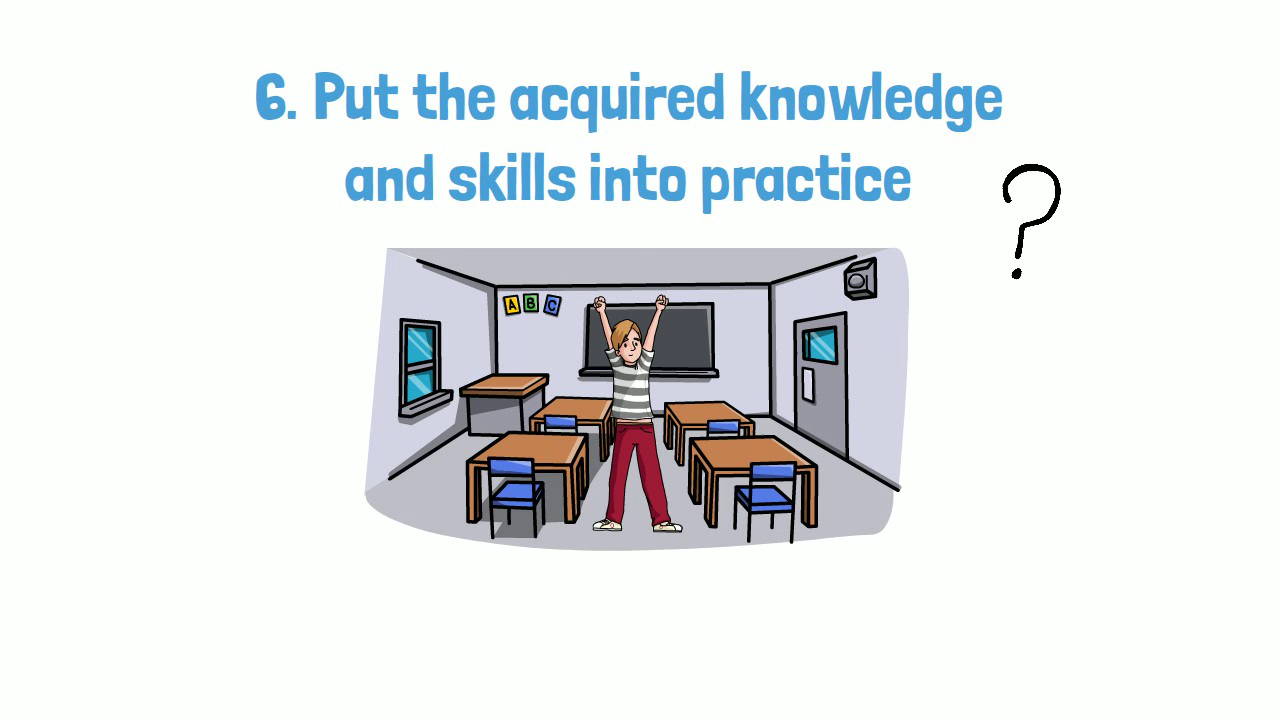 6. Put the acquired knowledge
and skills into practice
?
A B C